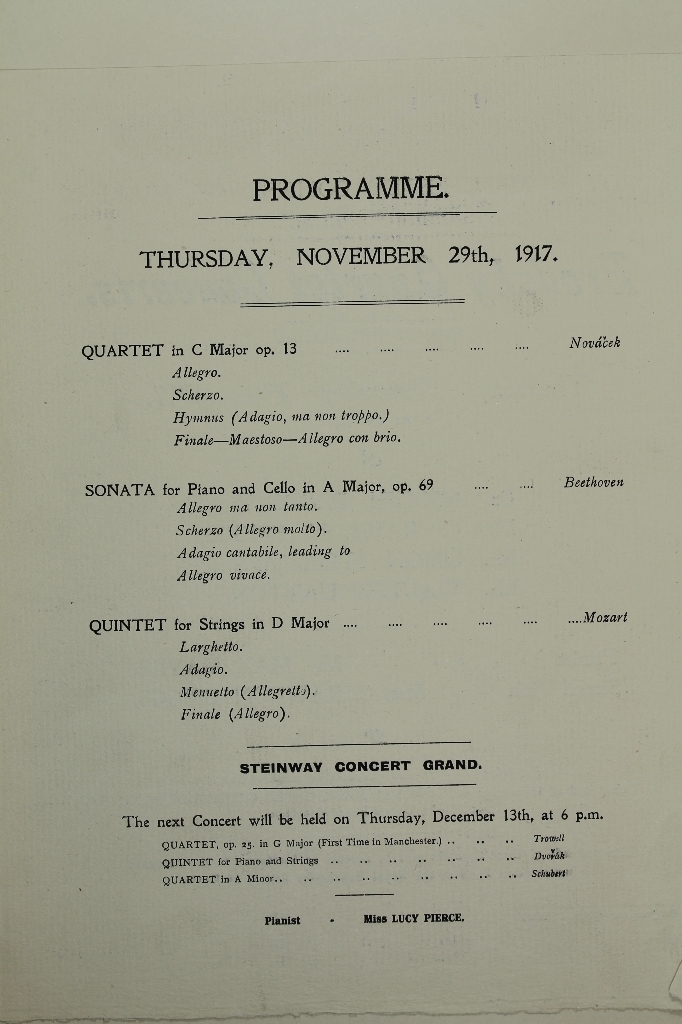 PROGRAMME.
THURSDAY, NOVEMBER 29th, 1917.
QUARTET in C Major op. 13 .... .... .... .... .... Nováček
Allegro.
Scherzo.
Hymnus (Adagio, ma non troppo.)
Finale—Maestoso—Allegro con brio.
SONATA for Piano and Cello in A Major, op. 69 .... .... Beethoven
Allegro ma non tanto.
Scherzo (Allegro molto).
Adagio cantabile, leading to
Allegro vivace.
QUINTET for Strings in D Major .... .... .... .... .... ....Mozart
Larghetto.
Adagio.
Menuetto (Allegretto).
Finale (Allegro).
STEINWAY CONCERT GRAND.
The next Concert will be held on Thursday, December 13th, at 6 p.m.
QUARTET, op. 25. in G Major (First Time in Manchester.) .. .. .. Trowell
QUINTET for Piano and Strings .. .. .. .. .. .. .. Dvořák
QUARTET in A Minor.. .. .. .. .. .. .. .. .. Schubert
Pianist - Miss LUCY PIERCE.